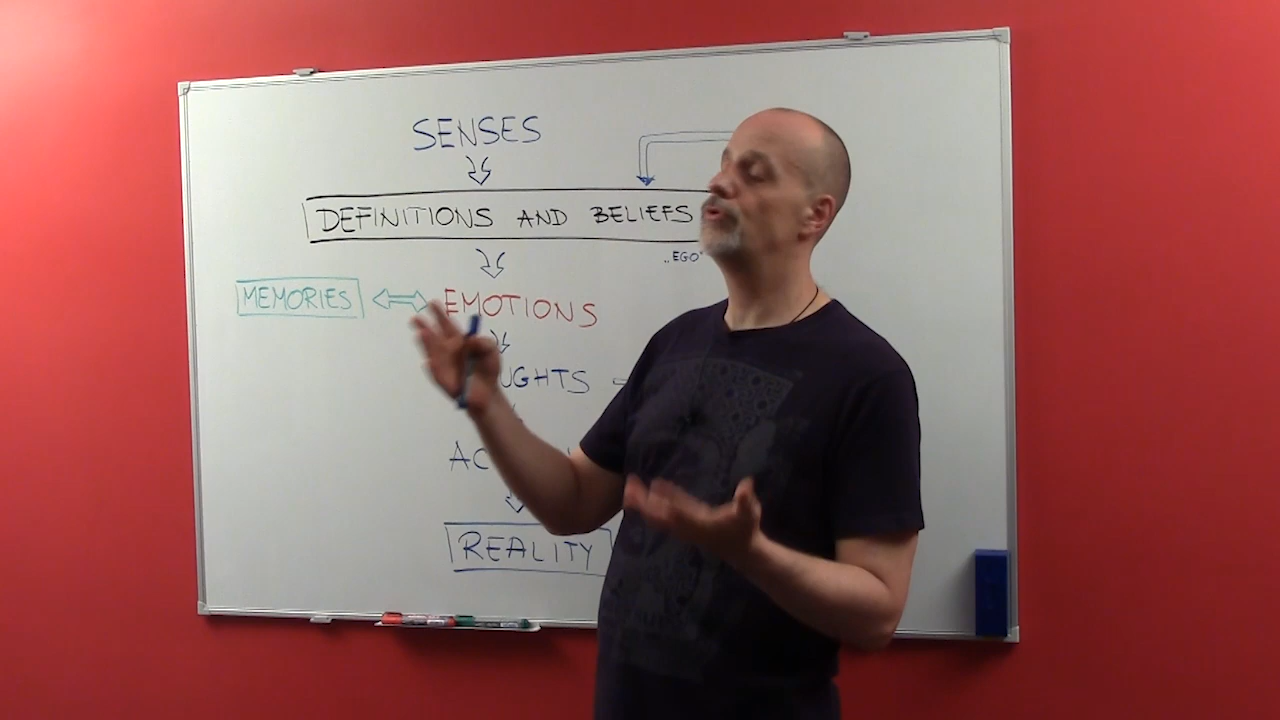 SENSES
DEFINITIONS AND BELIEFS
„EGO"
MEMORIES
EMOTIONS
REALITY